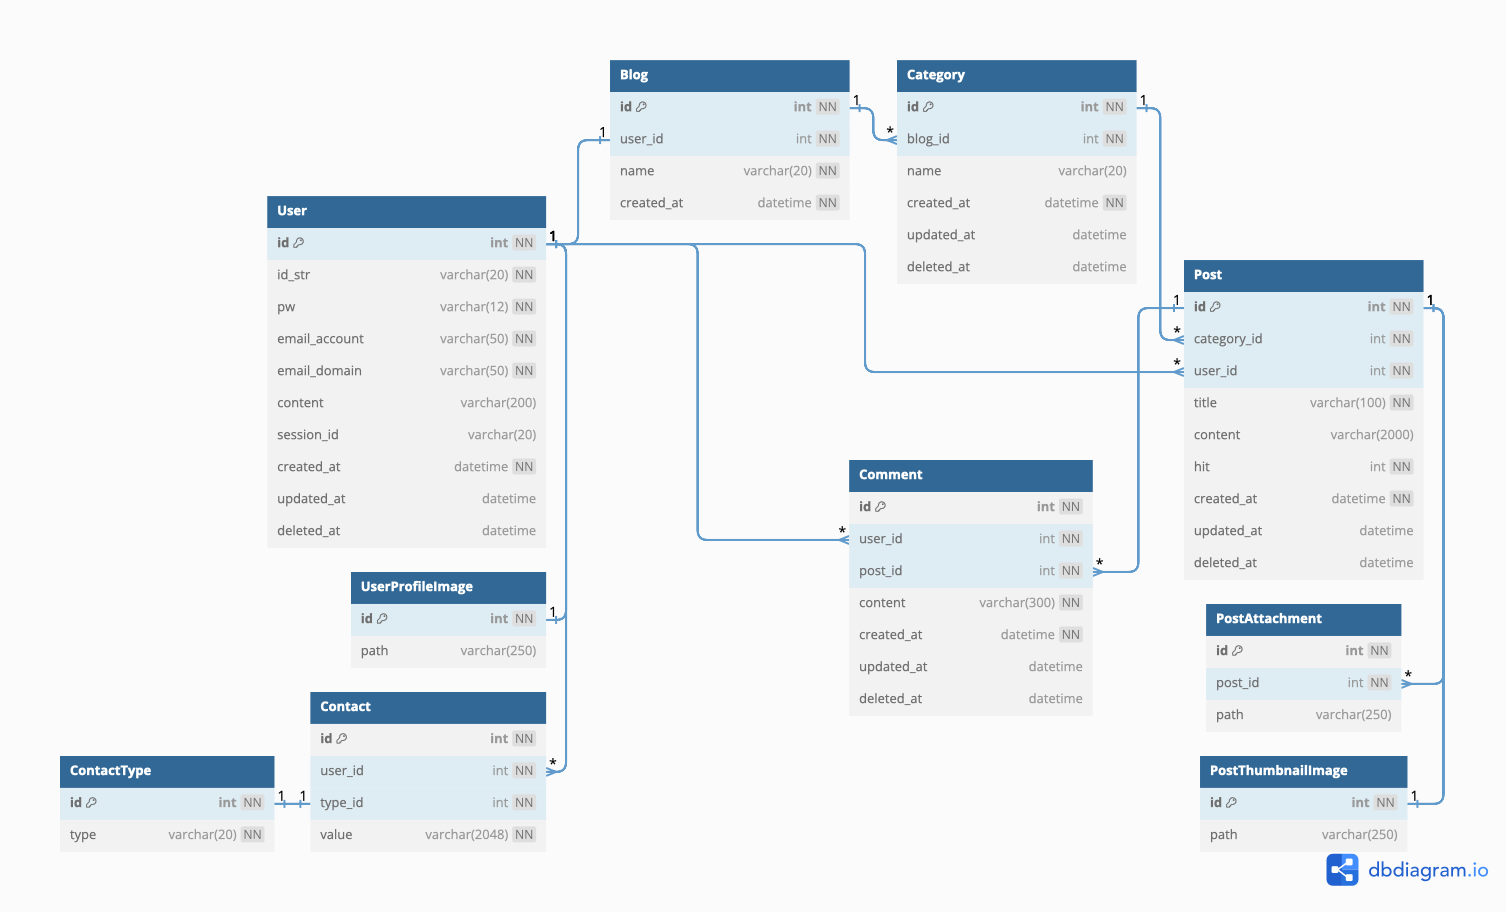 Blog
id int NN
user_id int NN
name varchar(20) NN
created_at datetime NN
1
1
Category
id int NN
blog_id int NN
name varchar(20)
created_at datetime NN
updated_at datetime
deleted_at datetime
*
1
User
id int NN
id_str varchar(20) NN
pw varchar(12) NN
email_account varchar(50) NN
email_domain varchar(50) NN
content varchar(200)
session_id varchar(20)
created_at datetime NN
updated_at datetime
deleted_at datetime
1
Post
id int NN
category_id int NN
user_id int NN
title varchar(100) NN
content varchar(2000)
hit int NN
created_at datetime NN
updated_at datetime
deleted_at datetime
1
*
*
1
Comment
id int NN
user_id int NN
post_id int NN
content varchar(300) NN
created_at datetime NN
updated_at datetime
deleted_at datetime
*
*
UserProfileImage
id int NN
path varchar(250)
1
PostAttachment
id int NN
post_id int NN
path varchar(250)
*
Contact
id int NN
user_id int NN
type_id int NN
value varchar(2048) NN
*
1
ContactType
id int NN
type varchar(20) NN
1
PostThumbnailImage
id int NN
path varchar(250)
1
dbdiagram.io